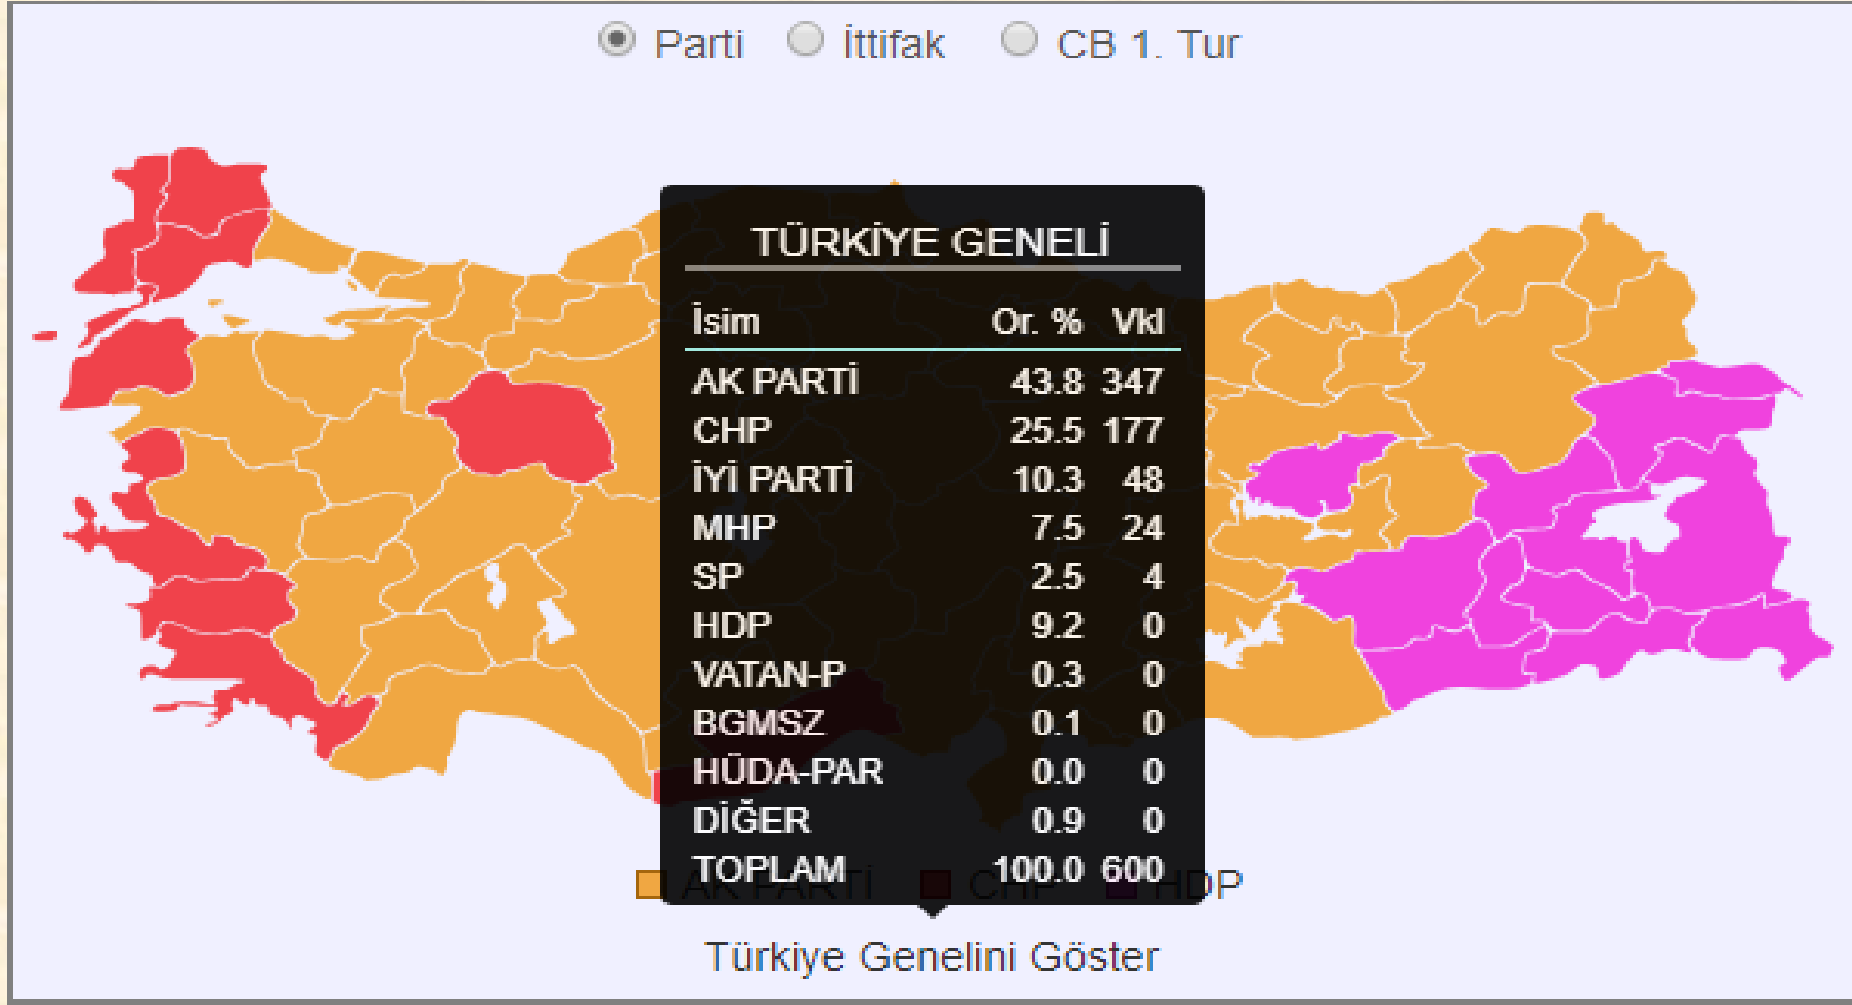 Parti İttifak CB 1. Tur
TÜRKİYE GENELİ
İsim Or. % Vkl
AK PARTİ 43.8 347
CHP 25.5 177
İYİ PARTİ 10.3 48
MHP 7.5 24
SP 2.5 4
HDP 9.2 0
VATAN-P 0.3 0
BGMSZ 0.1 0
HÜDA-PAR 0.0 0
DİĞER 0.9 0
TOPLAM 100.0 600
AK PARTİ CHP HDP
Türkiye Genelini Göster